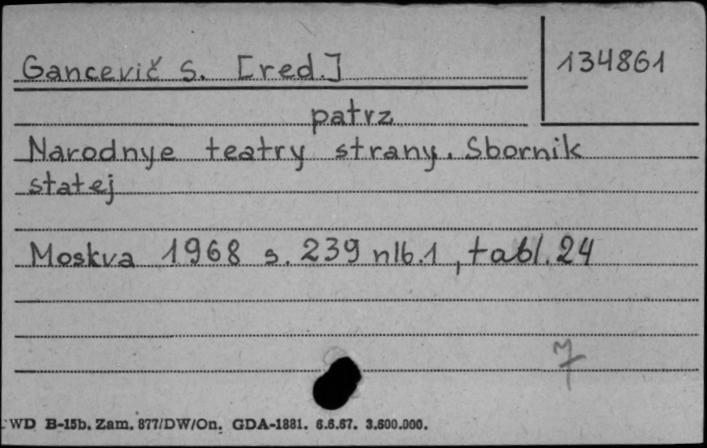 Gancevič S. [red.]
134861
patrz
Narodnye teatry strany. Sbornik
statej
Moskva 1968 s. 239 nlb. 1, tabl. 24
7
WD B-15b. Zam. 877/DW/On. GDA-1881. 6.6.67. 3.600.000.